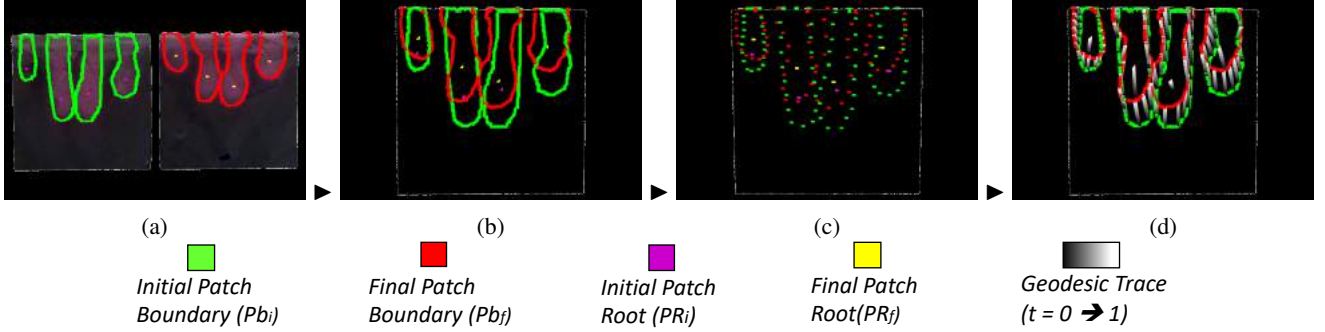 (a)
(b)
(c)
(d)
Initial Patch
Boundary (Pbi)
Final Patch
Boundary (Pbf)
Initial Patch
Root (PRi)
Final Patch
Root(PRf)
Geodesic Trace
(t = 0 ➔ 1)